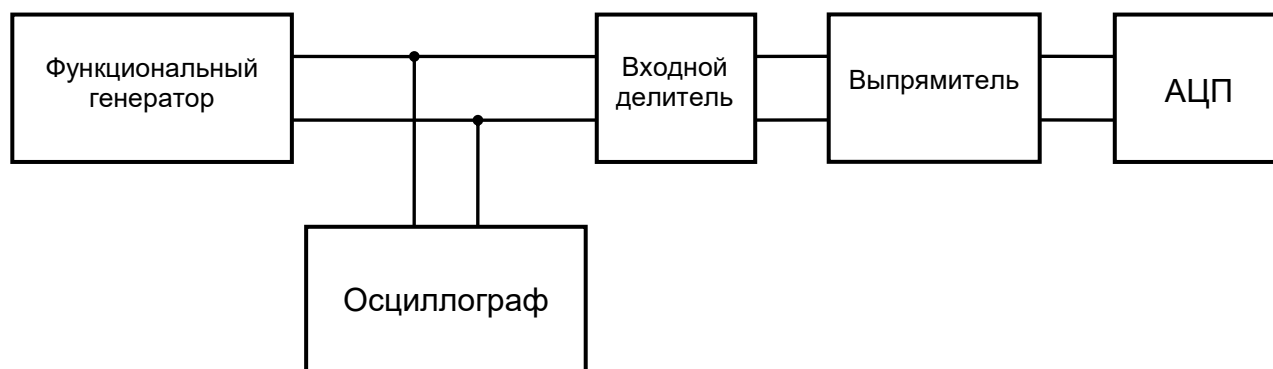 Функциональный
генератор
Входной
делитель
Выпрямитель
АЦП
Осциллограф